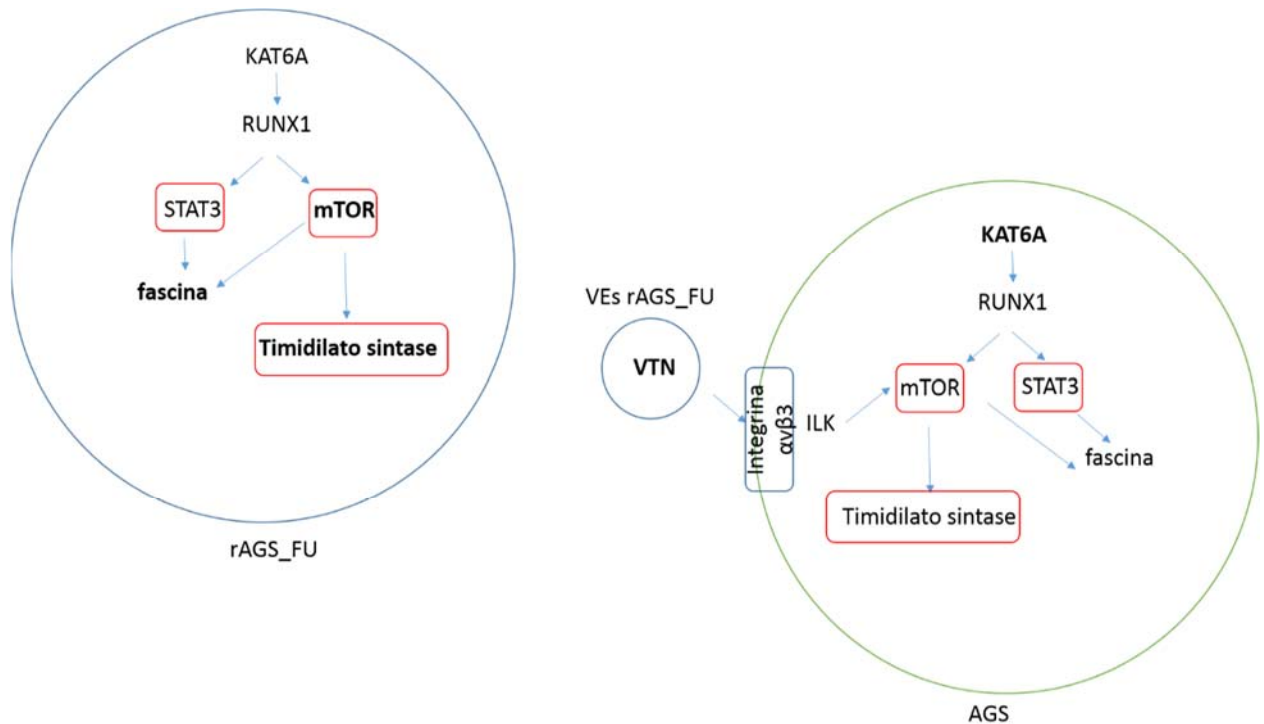 KAT6A
RUNX1
STAT3
mTOR
fascina
Timidilato sintase
rAGS_FU
VEs rAGS_FU
VTN
Integrina
αvβ3
ILK
KAT6A
RUNX1
mTOR
STAT3
fascina
Timidilato sintase
AGS